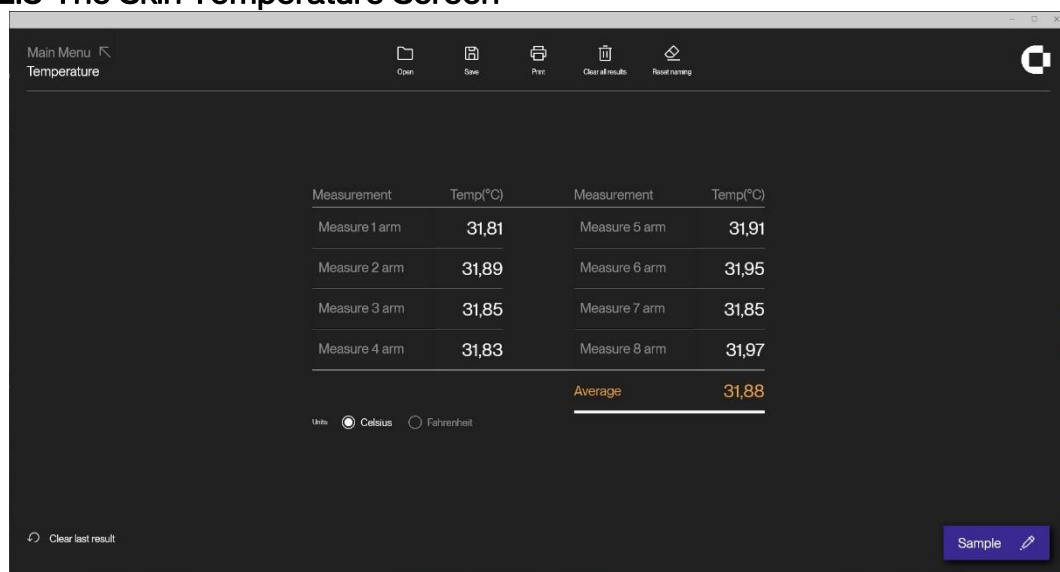 The Skin Temperature Screen
Main Menu
Temperature
Open Save Print Clear all results Reset naming
Measurement Temp(°C) Measurement Temp(°C)
Measure 1 arm 31,81 Measure 5 arm 31,91
Measure 2 arm 31,89 Measure 6 arm 31,95
Measure 3 arm 31,85 Measure 7 arm 31,85
Measure 4 arm 31,83 Measure 8 arm 31,97
Average 31,88
Units Celsius Fahrenheit
Clear last result
Sample